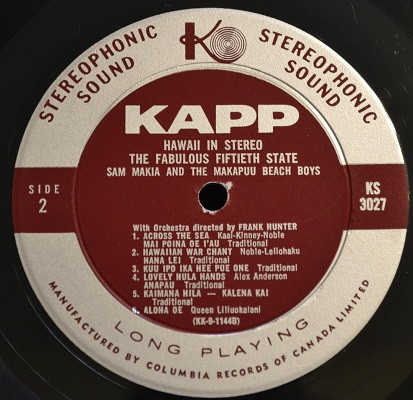 STEREOPHONIC SOUND
K
STEREOPHONIC SOUND
KAPP
HAWAII IN STEREO
THE FABULOUS FIFTIETH STATE
SAM MAKIA AND THE MAKAPUU BEACH BOYS
SIDE
2
KS
3027
With Orchestra directed by FRANK HUNTER
1. ACROSS THE SEA Kaai-Kinney-Noble
MAI POINA OE I'AU Traditional
2. HAWAIIAN WAR CHANT Noble-Leliohaku
HANA LEI Traditional
3. KUU IPO IKA HEE PUE ONE Traditional
4. LOVELY HULA HANDS Alex Anderson
ANAPAU Traditional
5. KAIMANA HILA — KALENA KAI
Traditional
6. ALOHA OE Queen Liliuokalani
(KK-S-1144B)
LONG PLAYING
MANUFACTURED BY COLUMBIA RECORDS OF CANADA LIMITED